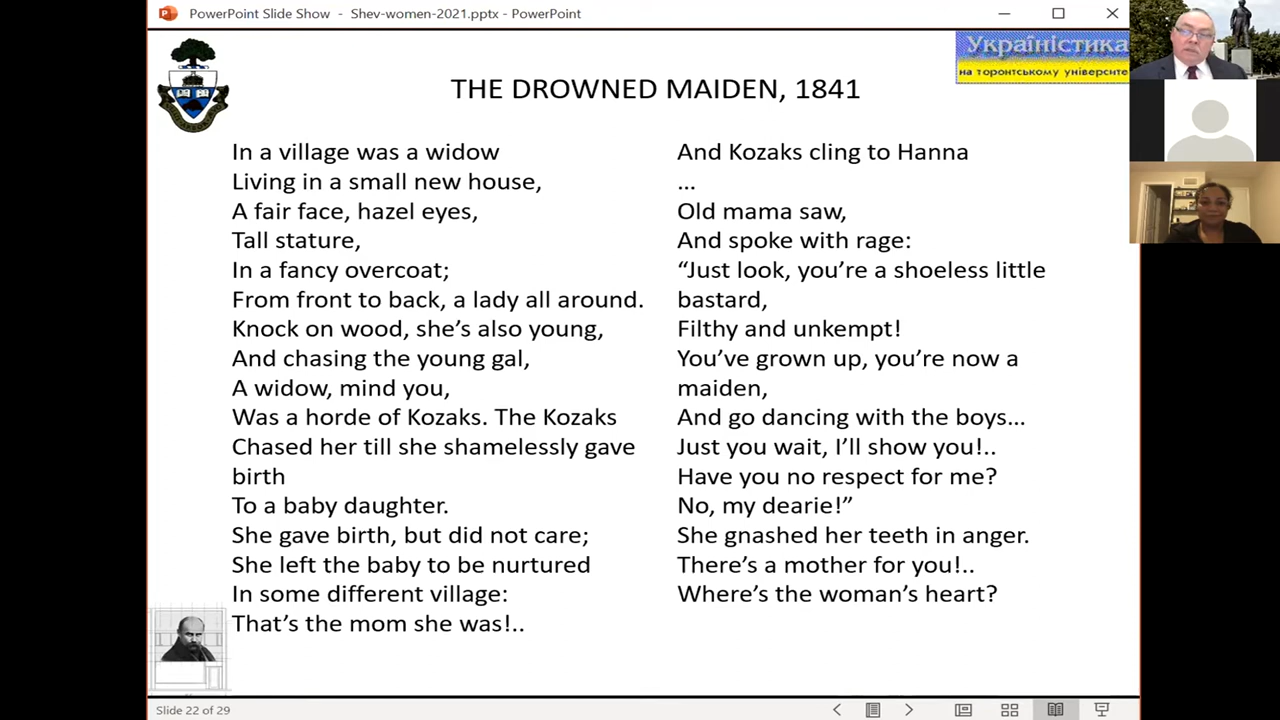 PowerPoint Slide Show - Shev-women-2021.pptx - PowerPoint
Україністика
на торонтському університе
THE DROWNED MAIDEN, 1841
In a village was a widow
Living in a small new house,
A fair face, hazel eyes,
Tall stature,
In a fancy overcoat;
From front to back, a lady all around.
Knock on wood, she’s also young,
And chasing the young gal,
A widow, mind you,
Was a horde of Kozaks. The Kozaks
Chased her till she shamelessly gave
birth
To a baby daughter.
She gave birth, but did not care;
She left the baby to be nurtured
In some different village:
That’s the mom she was!..
And Kozaks cling to Hanna
...
Old mama saw,
And spoke with rage:
“Just look, you’re a shoeless little
bastard,
Filthy and unkempt!
You’ve grown up, you’re now a
maiden,
And go dancing with the boys...
Just you wait, I’ll show you!..
Have you no respect for me?
No, my dearie!”
She gnashed her teeth in anger.
There’s a mother for you!..
Where’s the woman’s heart?
Slide 22 of 29